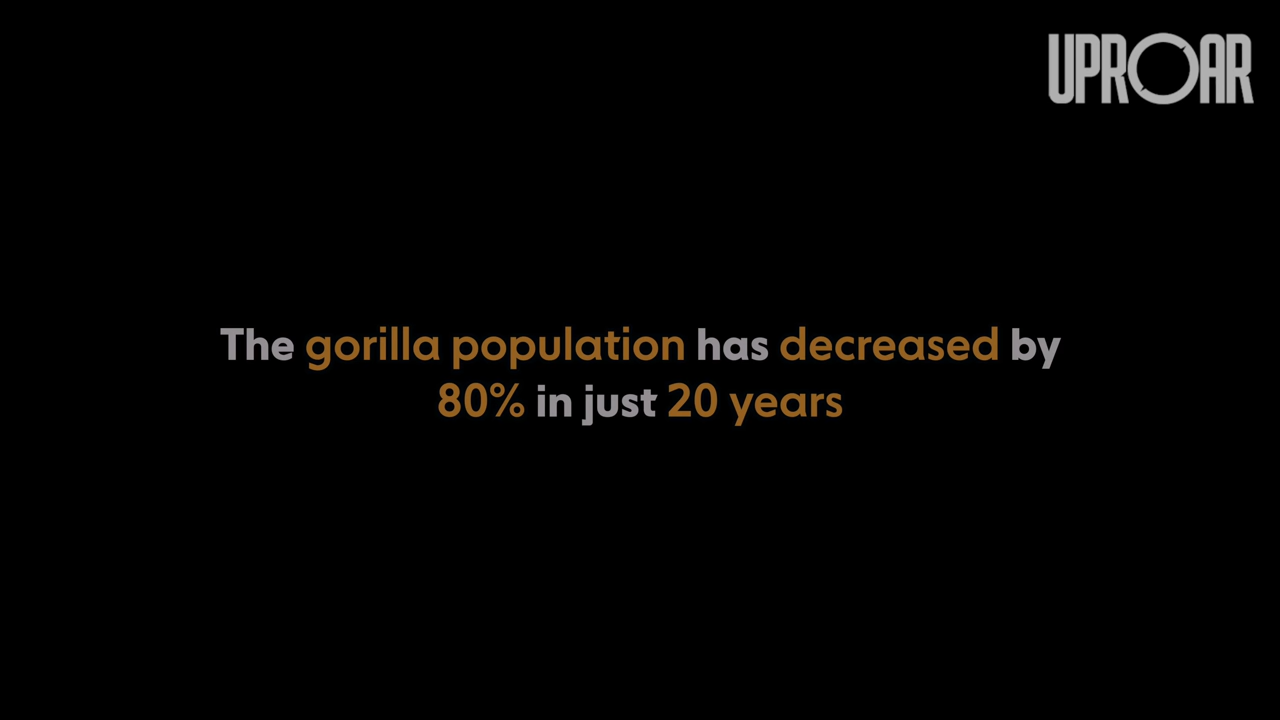 UPROAR
The gorilla population has decreased by
80% in just 20 years